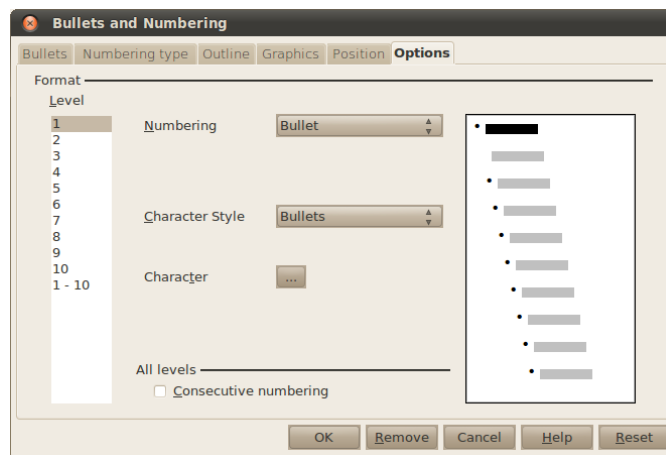 Bullets and Numbering
Bullets Numbering type Outline Graphics Position Options
Format
Level
1
2
3
4
5
6
7
8
9
10
1 - 10
Numbering Bullet
Character Style Bullets
Character ...
All levels
Consecutive numbering
OK Remove Cancel Help Reset